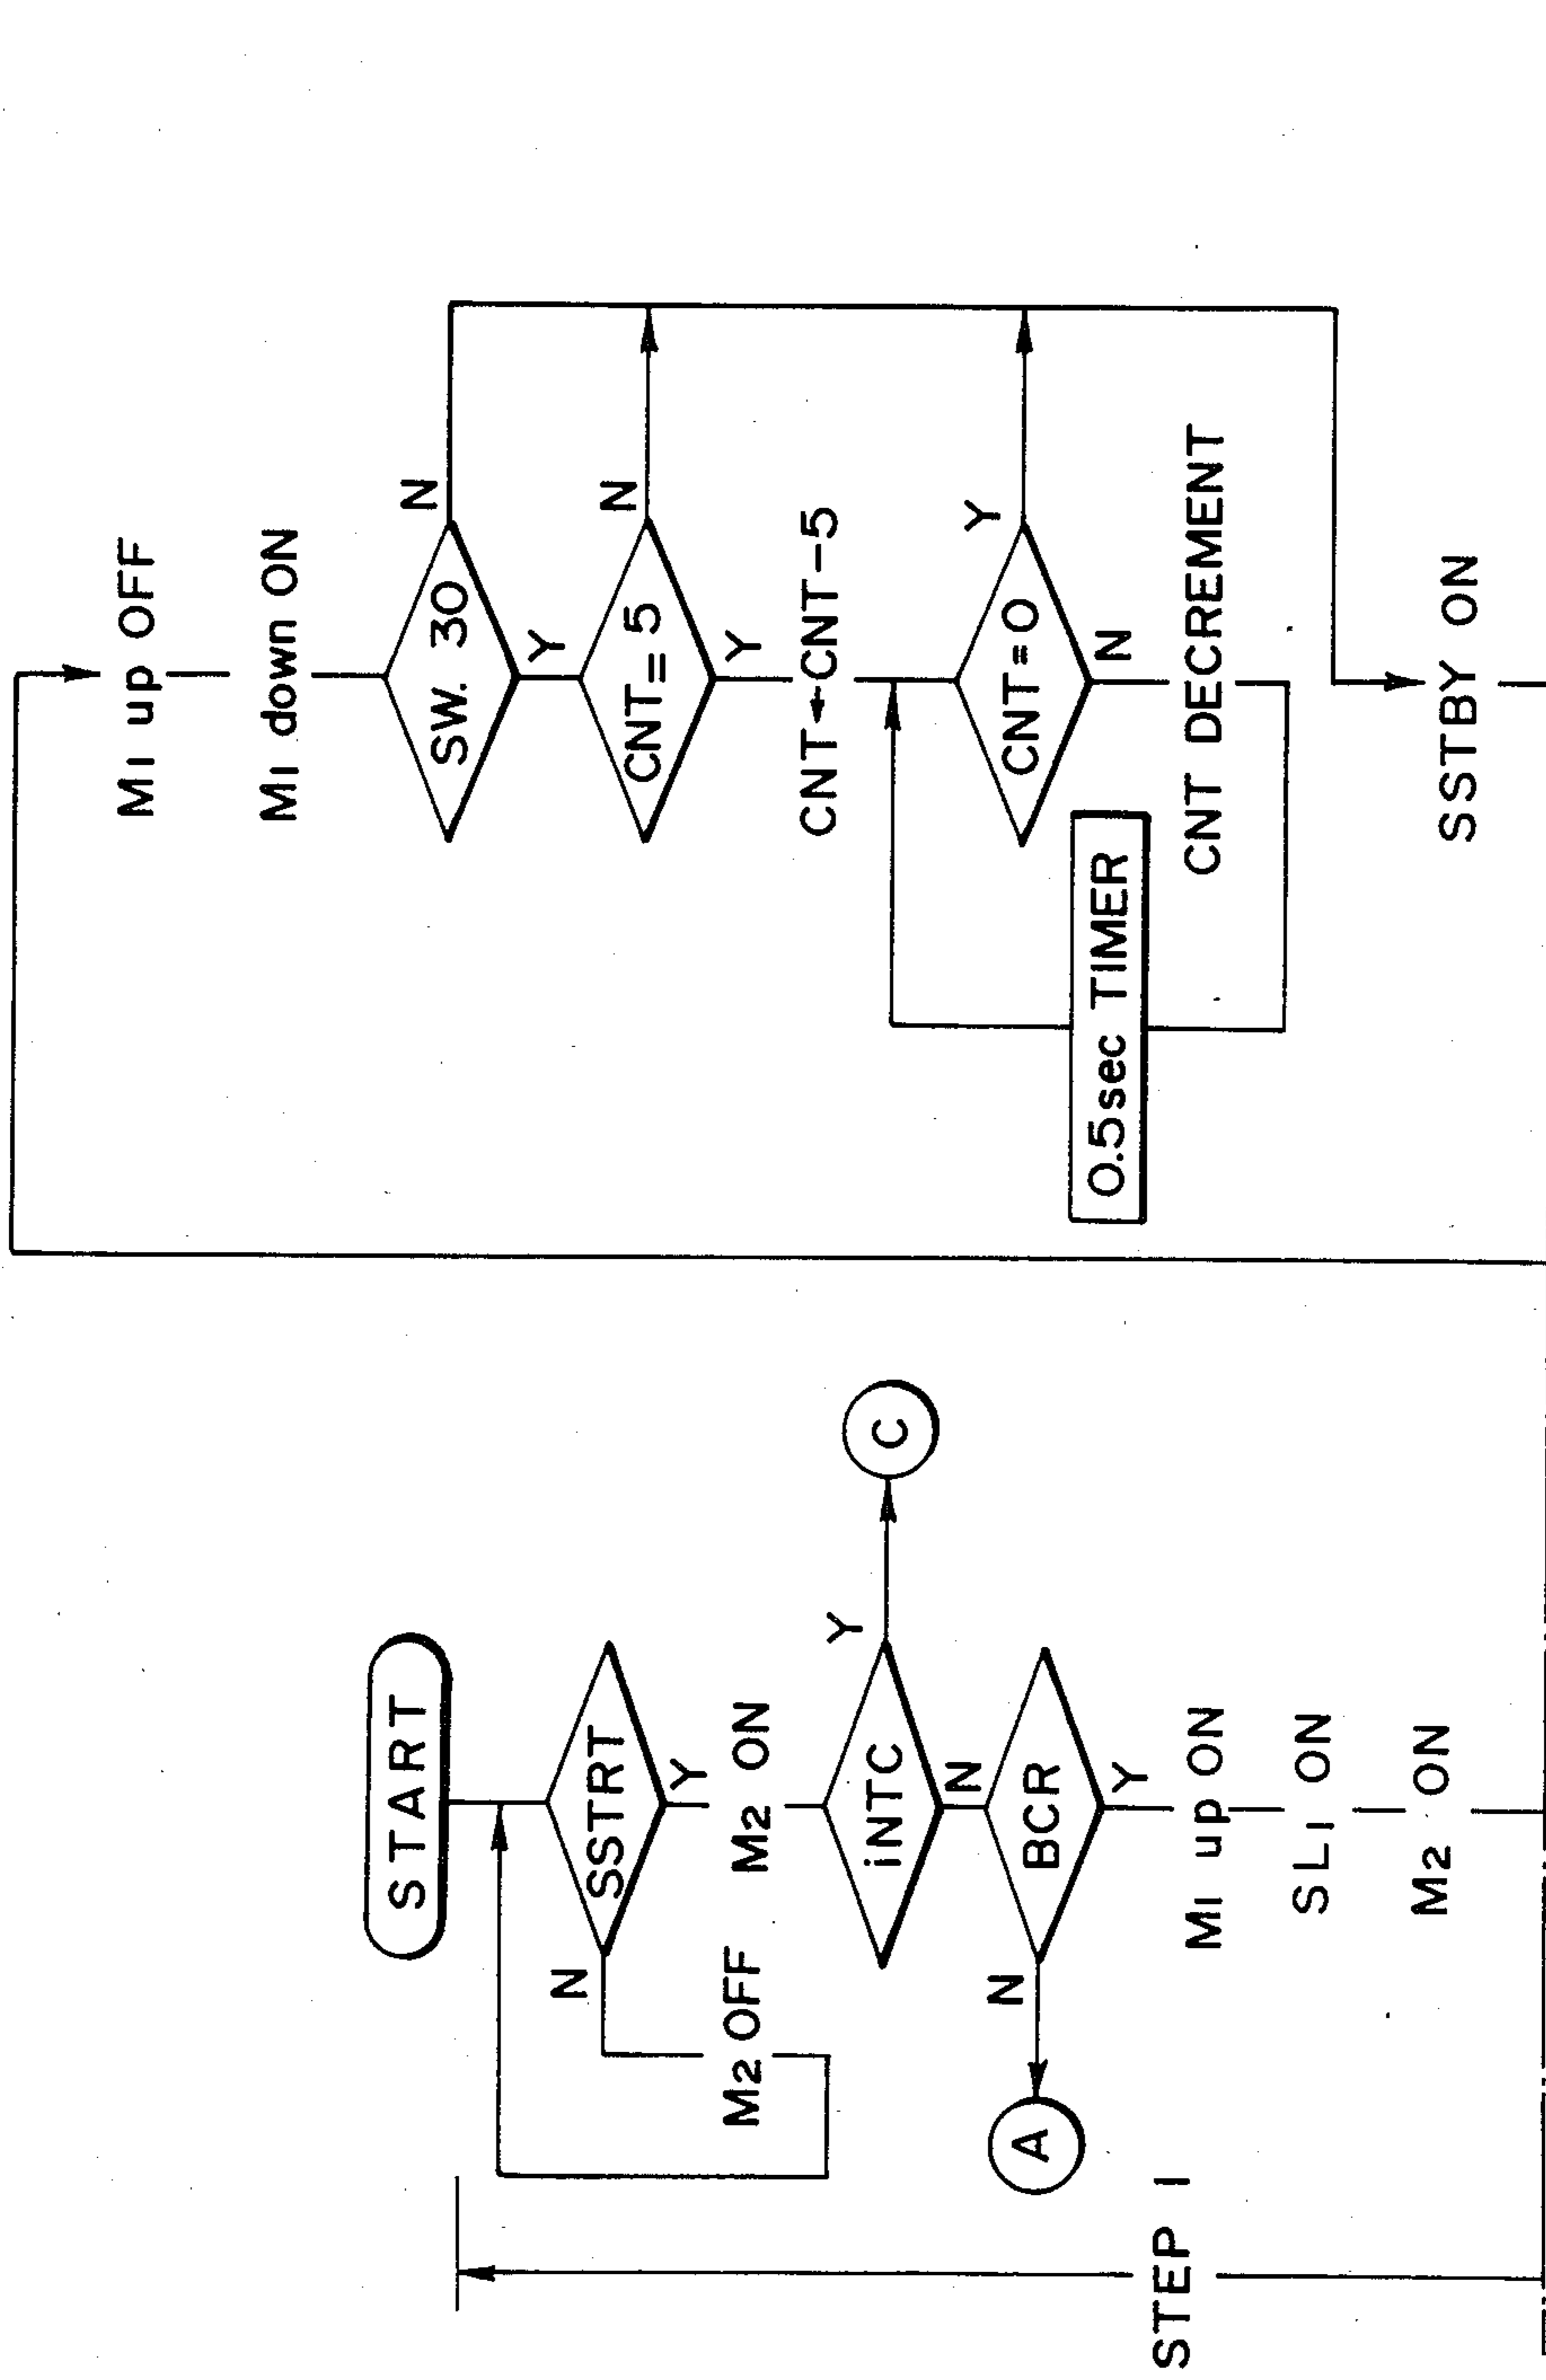 START
SSTRT
N
Y
M2 OFF
M2 ON
iNTC
Y
C
N
BCR
N
A
Y
M1 up ON
SL1 ON
M2 ON
STEP 1
M1 up OFF
M1 down ON
SW. 30
N
Y
CNT=5
N
Y
CNT←CNT-5
CNT=0
Y
N
0.5sec TIMER
CNT DECREMENT
SSTBY ON